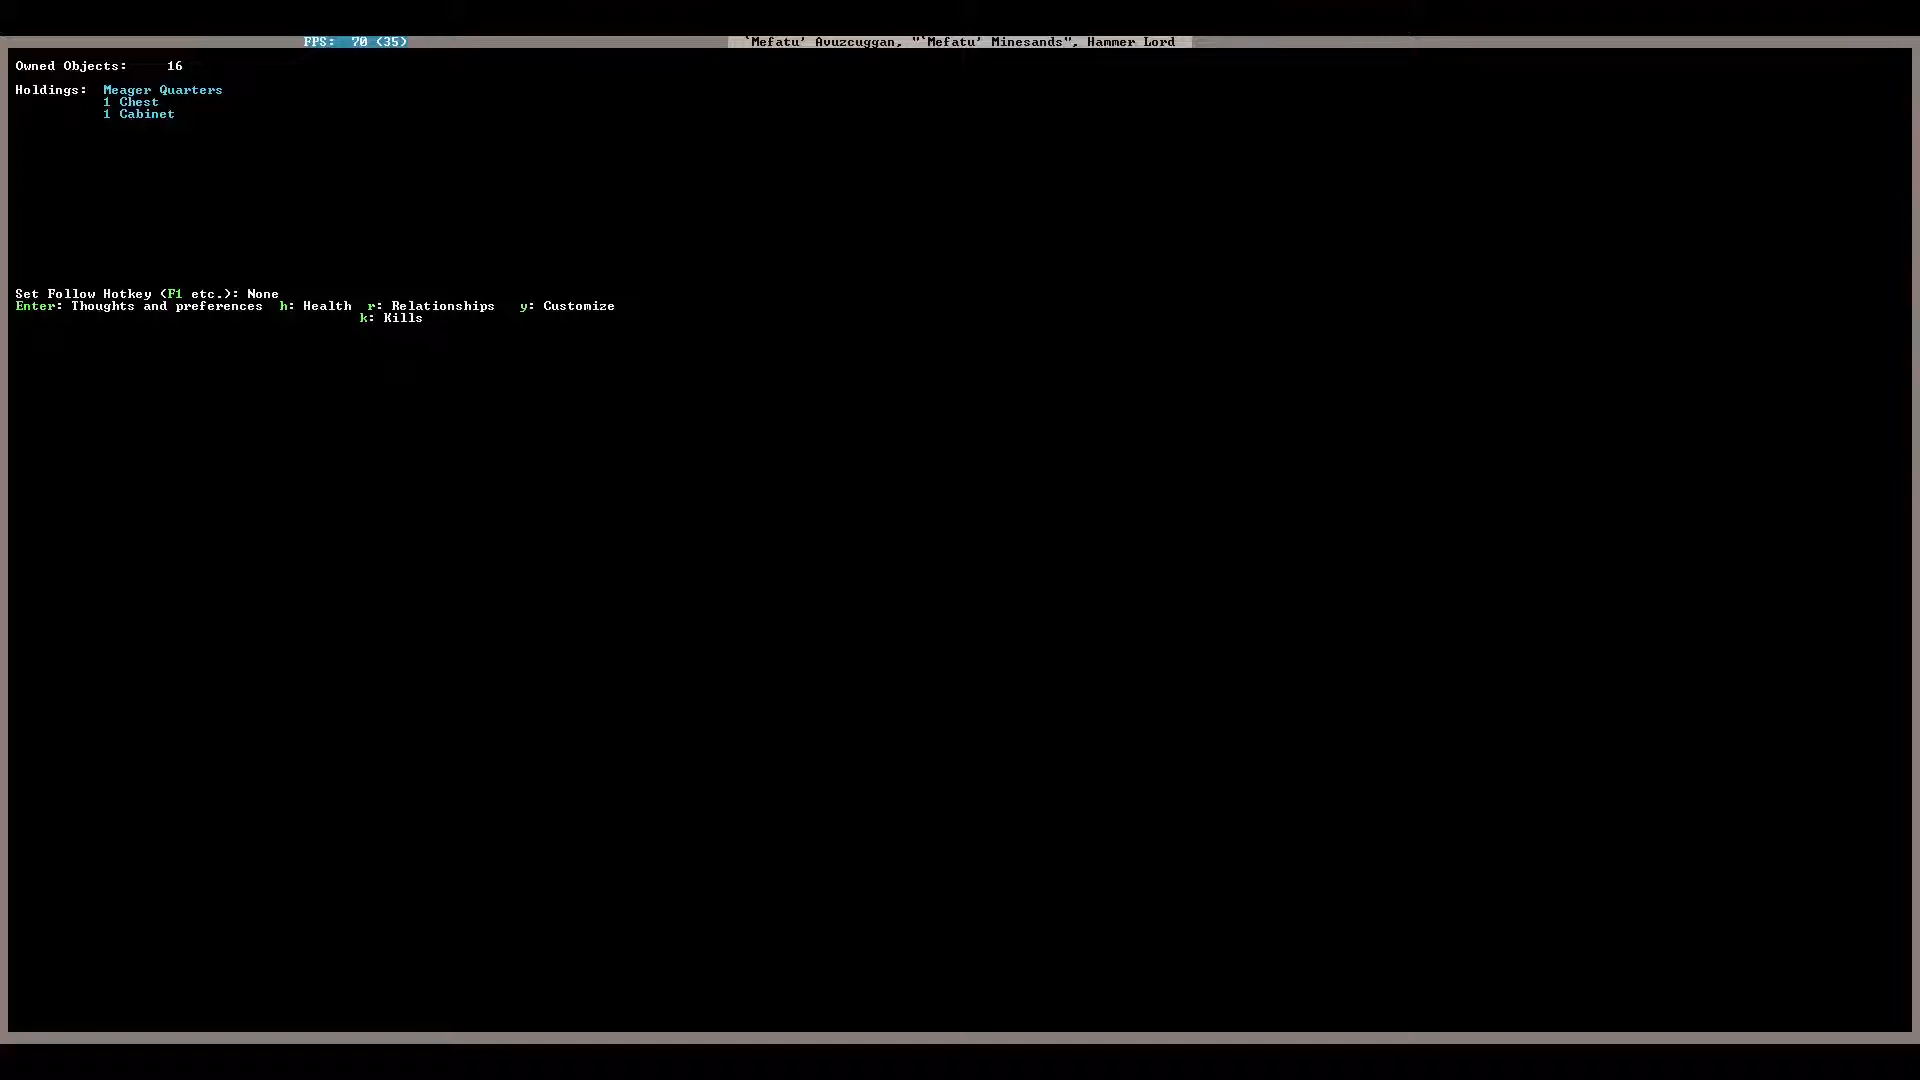 FPS:  70 (35)
`Mefatu' Avuzcuggan, "`Mefatu' Minesands", Hammer Lord
Owned Objects:     16
Holdings:  Meager Quarters
1 Chest
1 Cabinet
Set Follow Hotkey (F1 etc.): None
Enter: Thoughts and preferences  h: Health  r: Relationships   y: Customize
k: Kills